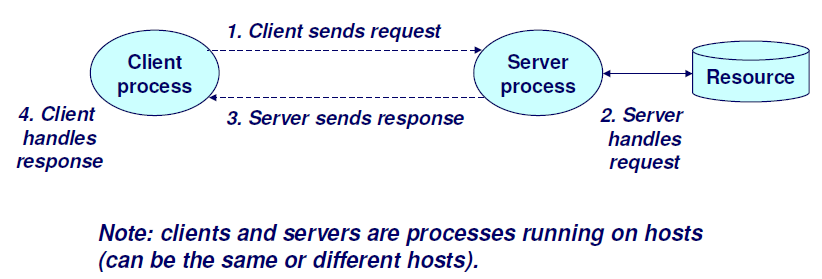 1. Client sends request
Client
process
Server
process
Resource
3. Server sends response
4. Client
handles
response
2. Server
handles
request
Note: clients and servers are processes running on hosts
(can be the same or different hosts).